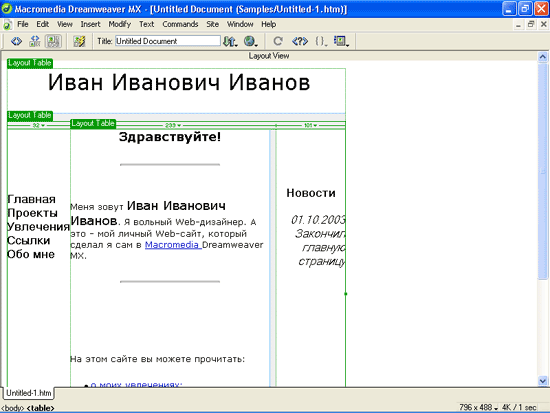 Macromedia Dreamweaver MX - [Untitled Document (Samples/Untitled-1.htm)]
File Edit View Insert Modify Text Commands Site Window Help
Title: Untitled Document
Layout View
Layout Table
Иван Иванович Иванов
Layout Table
Layout Table
92 299 101
Здравствуйте!
Главная
Проекты
Увлечения
Ссылки
Обо мне
Меня зовут Иван Иванович
Иванов. Я вольный Web-дизайнер. А
это - мой личный Web-сайт, который
сделал я сам в Macromedia Dreamweaver
MX.
Новости
01.10.2003
Закончил
главную
страницу
На этом сайте вы можете прочитать:
• о моих увлечениях;
Untitled-1.htm
<body> <table>
796 x 488 4K / 1 sec